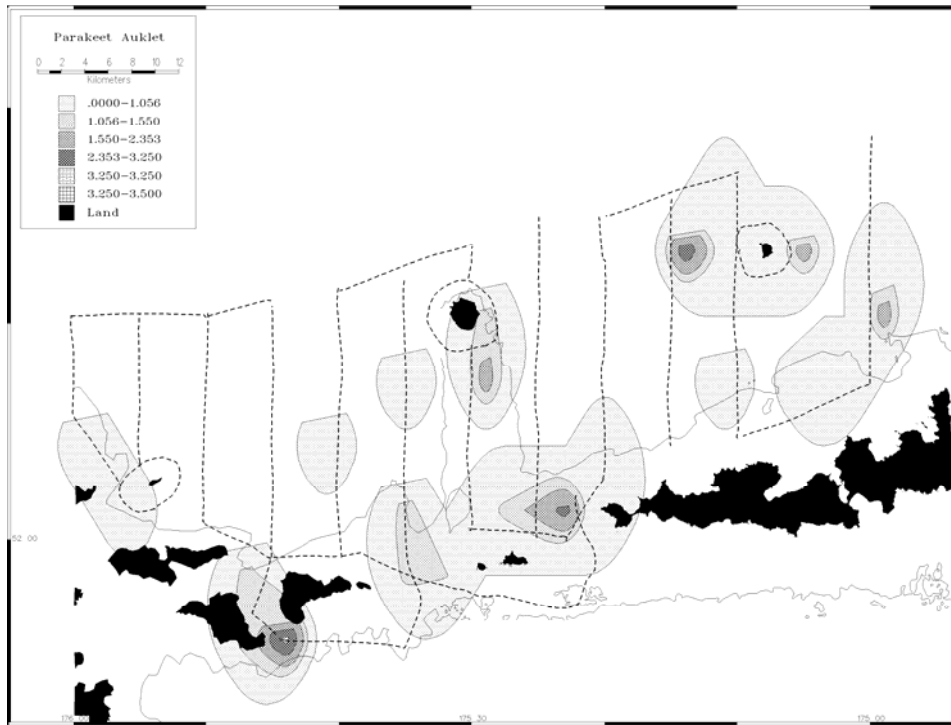 Parakeet Auklet
0 2 4 6 8 10 12
Kilometers
.0000-1.056
1.056-1.550
1.550-2.353
2.353-3.250
3.250-3.250
3.250-3.500
Land
52 00
176 00 175 30 175 00